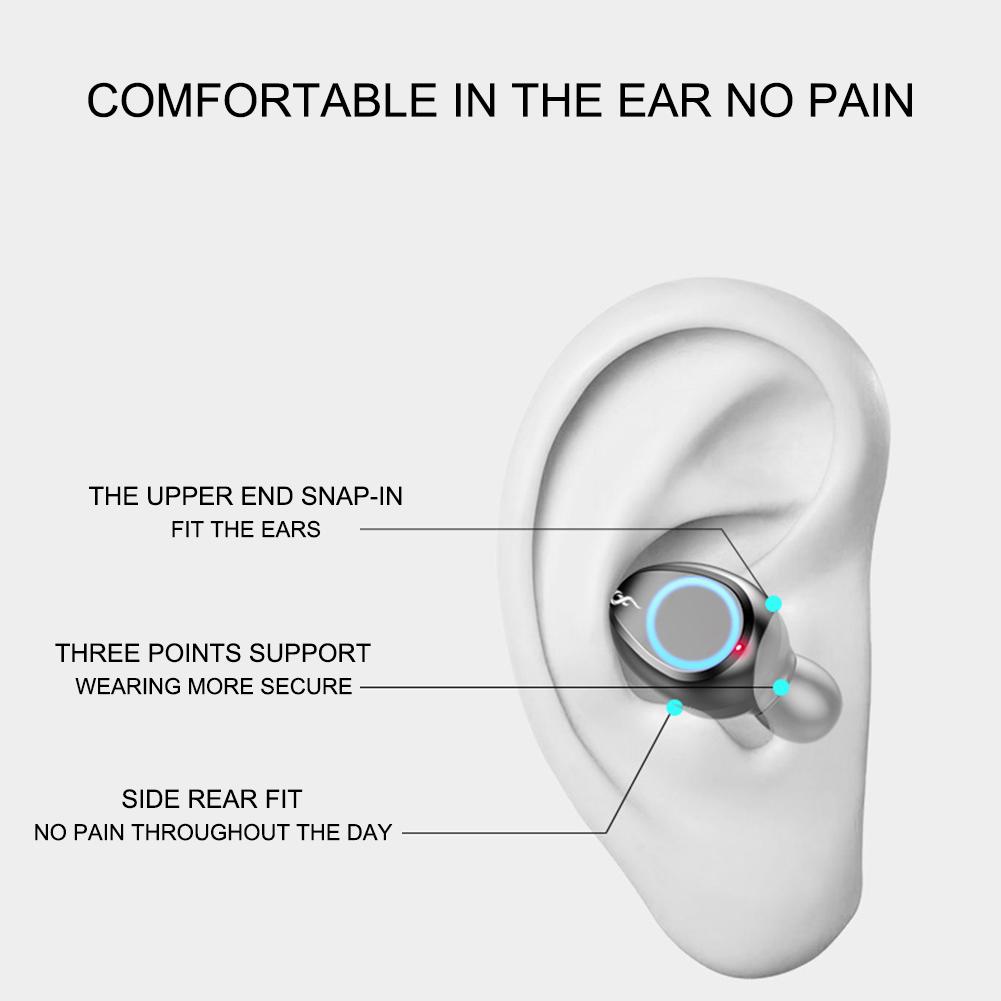 COMFORTABLE IN THE EAR NO PAIN
THE UPPER END SNAP-IN
FIT THE EARS
THREE POINTS SUPPORT
WEARING MORE SECURE
SIDE REAR FIT
NO PAIN THROUGHOUT THE DAY